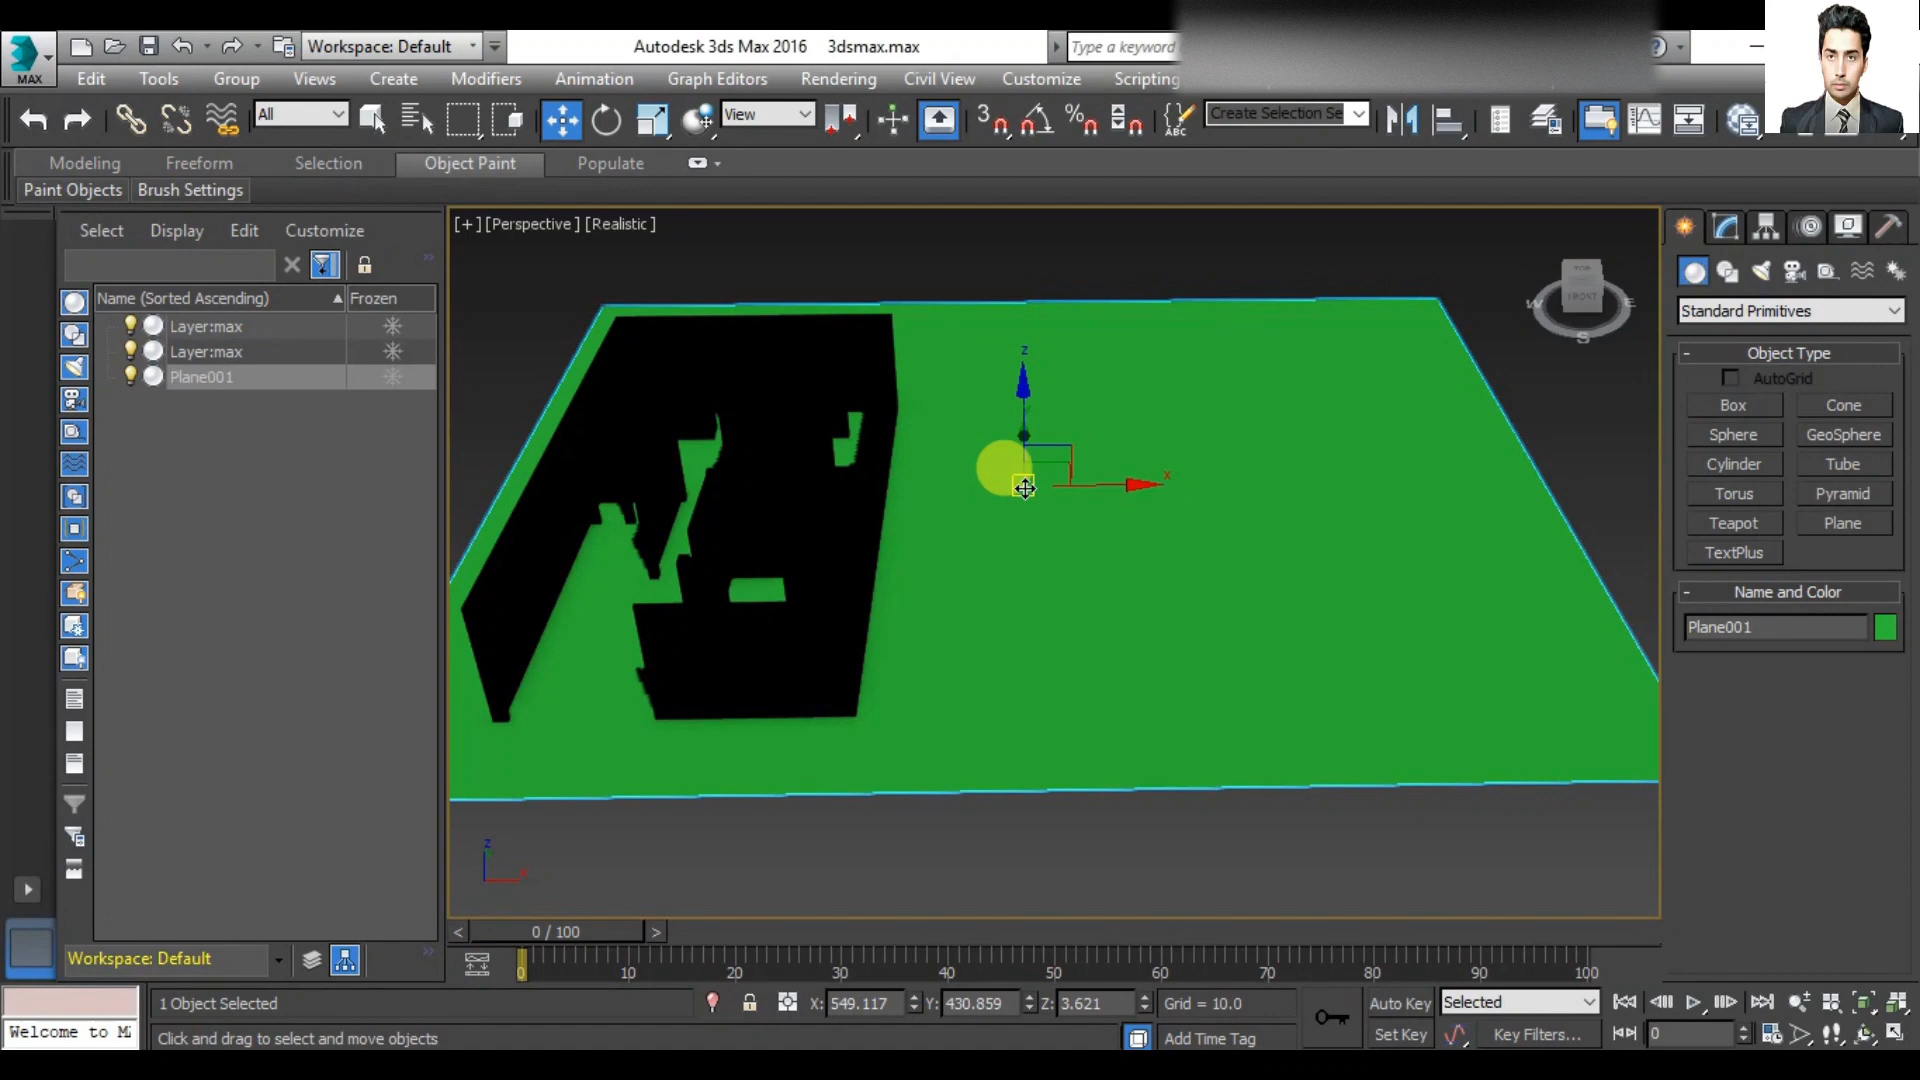 Workspace: Default
Autodesk 3ds Max 2016 3dsmax.max
Type a keyword
MAX
Edit Tools Group Views Create Modifiers Animation Graph Editors Rendering Civil View Customize Scripting
All
View
3
%
ABC
Create Selection Se
Modeling Freeform Selection Object Paint Populate
Paint Objects Brush Settings
Select Display Edit Customize
Name (Sorted Ascending) Frozen
Layer:max
Layer:max
Plane001
[+][Perspective][Realistic]
z
x
TOP
FRONT
W E
S
z
Standard Primitives
- Object Type
AutoGrid
Box Cone
Sphere GeoSphere
Cylinder Tube
Torus Pyramid
Teapot Plane
TextPlus
- Name and Color
Plane001
< 0 / 100 >
Workspace: Default
0 10 20 30 40 50 60 70 80 90 100
1 Object Selected
X: 549.117 Y: 430.859 Z: 3.621 Grid = 10.0
Auto Key Selected
Welcome to M
Click and drag to select and move objects
Add Time Tag
Set Key Key Filters...
0